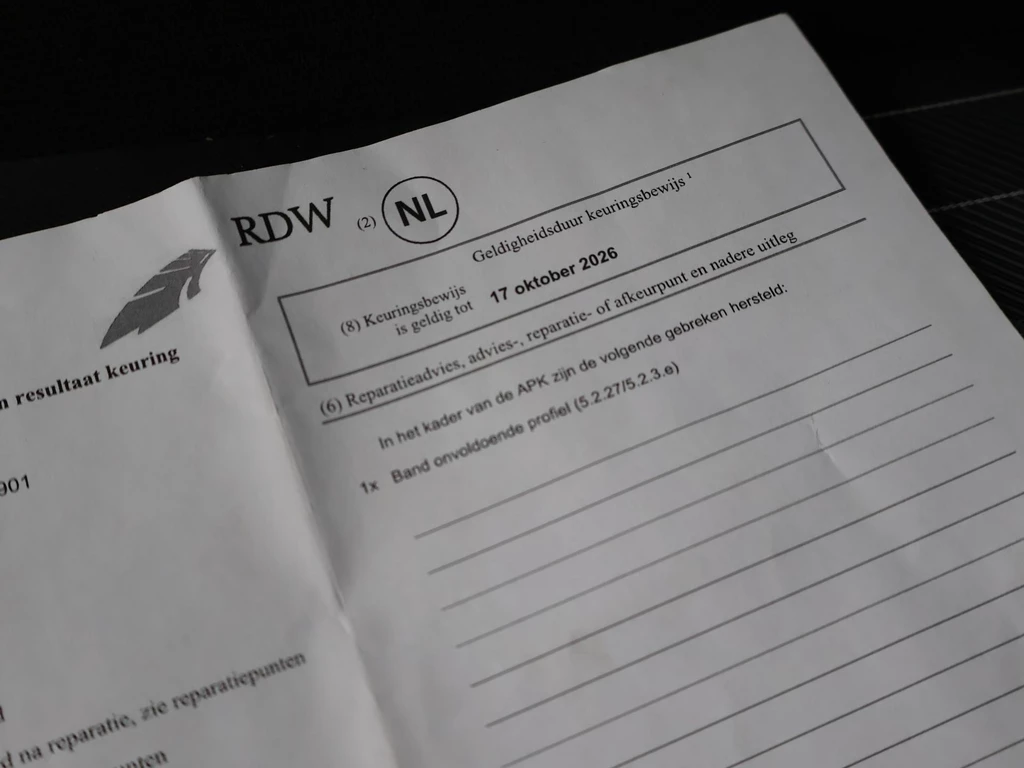 RDW (2) NL
Geldigheidsduur keuringsbewijs ¹
(8) Keuringsbewijs
is geldig tot 17 oktober 2026
(6) Reparatieadvies, advies-, reparatie- of afkeurpunt en nadere uitleg
In het kader van de APK zijn de volgende gebreken hersteld:
1x Band onvoldoende profiel (5.2.27/5.2.3.e)
resultaat keuring
901
na reparatie, zie reparatiepunten